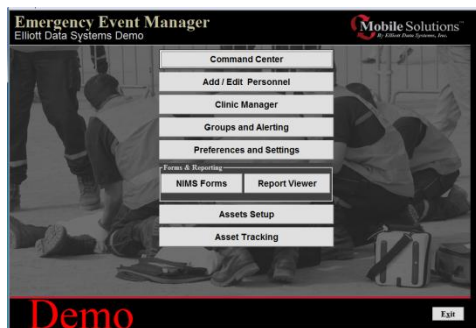 Emergency Event Manager
Elliott Data Systems Demo
Mobile Solutions™
By Elliott Data Systems, Inc.
Command Center
Add / Edit Personnel
Clinic Manager
Groups and Alerting
Preferences and Settings
Forms & Reporting
NIMS Forms
Report Viewer
Assets Setup
Asset Tracking
Demo
Exit